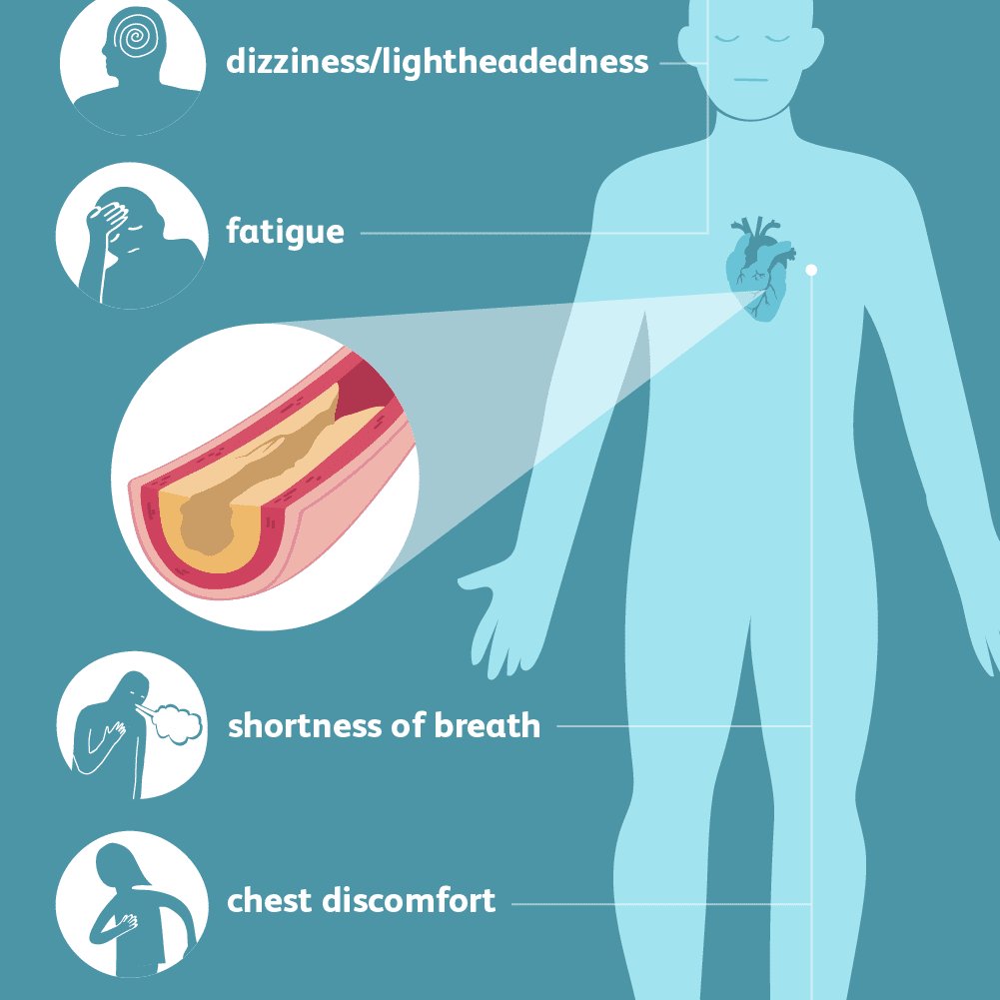 dizziness/lightheadedness
fatigue
shortness of breath
chest discomfort